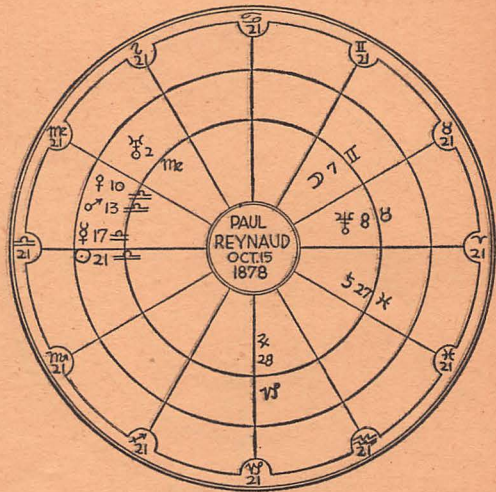 ♋
21
♌
21
♊
21
♍
21
♉
21
♅ 2 ♍
☽ 7 ♊
♀ 10 ♎
♂ 13 ♎
☿ 17 ♎
☉ 21 ♎
♆ 8 ♉
♎
21
PAUL
REYNAUD
OCT.15
1878
♈
21
♄ 27 ♓
♃
28
♑
♏
21
♓
21
♐
21
♒
21
♑
21